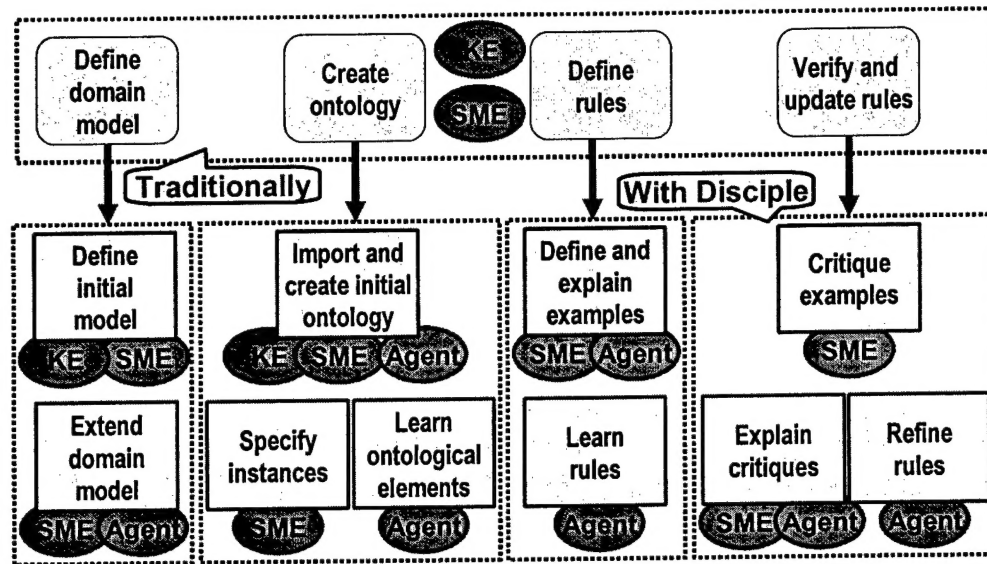 Define
domain
model
Create
ontology
KE
SME
Define
rules
Verify and
update rules
Traditionally
With Disciple
Define
initial
model
KE SME
Import and
create initial
ontology
KE SME Agent
Define and
explain
examples
SME Agent
Critique
examples
SME
Extend
domain
model
SME Agent
Specify
instances
SME
Learn
ontological
elements
Agent
Learn
rules
Agent
Explain
critiques
SME Agent
Refine
rules
Agent